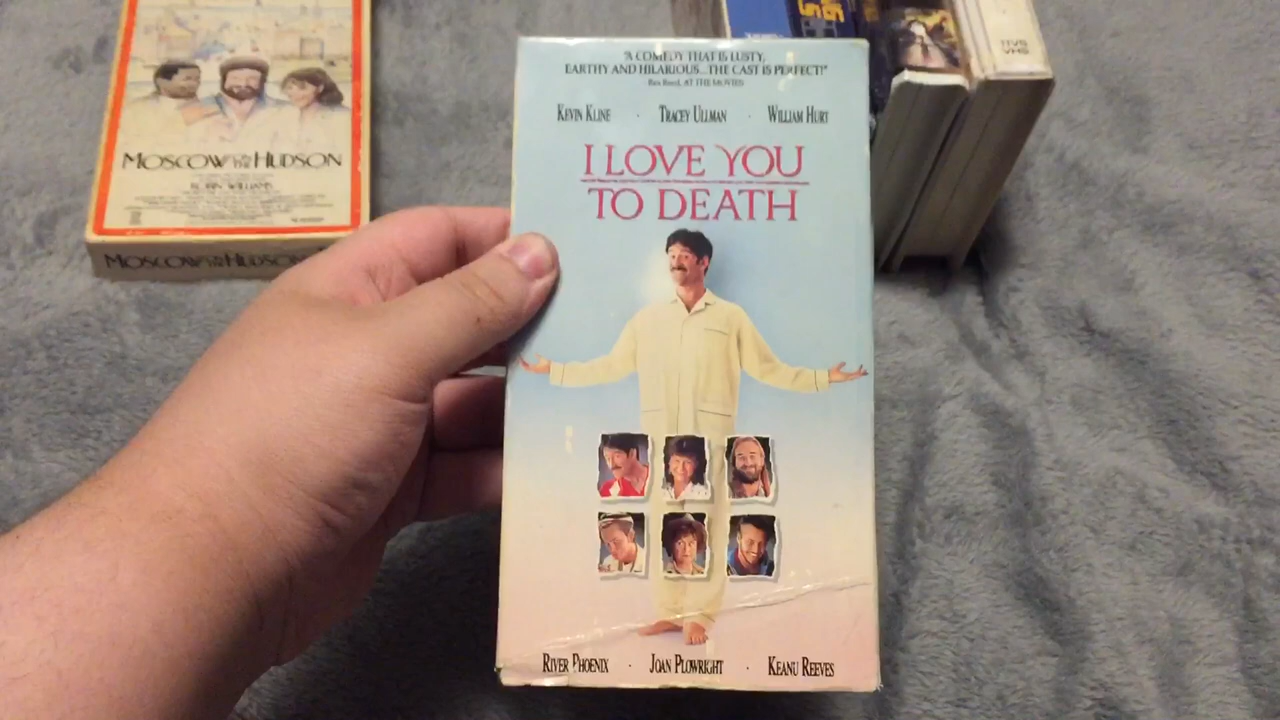 "A COMEDY THAT IS LUSTY,
EARTHY AND HILARIOUS...THE CAST IS PERFECT!"
Rex Reed, AT THE MOVIES
KEVIN KLINE · TRACEY ULLMAN · WILLIAM HURT
I LOVE YOU
TO DEATH
RIVER PHOENIX · JOAN PLOWRIGHT · KEANU REEVES
MOSCOW ON THE HUDSON
ROBIN WILLIAMS
MOSCOW ON THE HUDSON
VHS